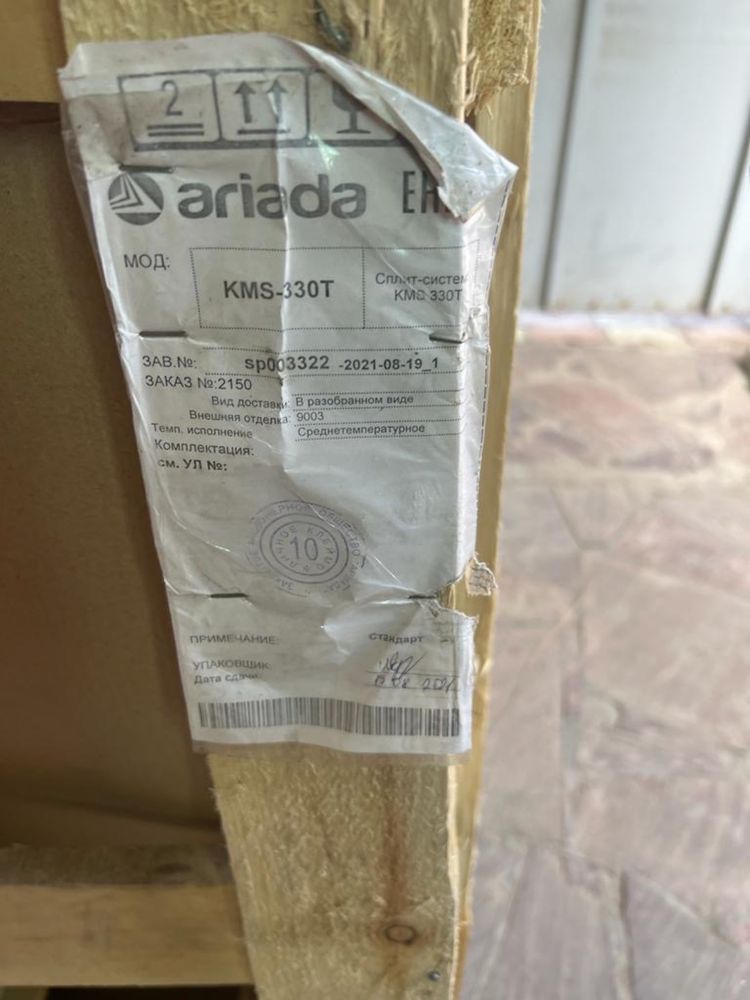 2
ariada
МОД:
KMS-330T
Сплит-систем
KMS 330T
ЗАВ.№: sp003322 -2021-08-19_1
ЗАКАЗ №:2150
Вид доставки: В разобранном виде
Внешняя отделка: 9003
Темп. исполнение Среднетемпературное
Комплектация:
см. УЛ №:
ЛИЧНОЕ КЛЕЙМО
10
ПРИМЕЧАНИЕ: Стандарт
УПАКОВЩИК
Дата сдачи